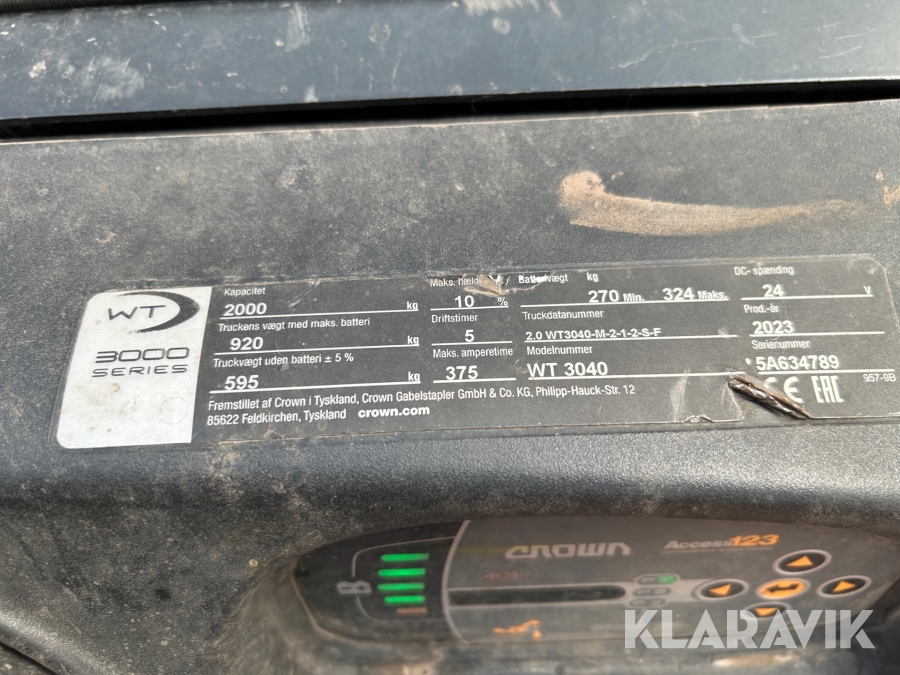 WT
3000
SERIES
Kapacitet
2000 kg
Truckens vægt med maks. batteri
920 kg
Truckvægt uden batteri ± 5 %
595 kg
Maks.
10 %
Driftstimer
5
Maks. amperetime
375
kg
270 Min. 324 Maks.
Truckdatanummer
2.0 WT3040-M-2-1-2-S-F
Modelnummer
WT 3040
DC- spænding
24 V
Prod.-år
2023
Serienummer
5A634789
Fremstillet af Crown i Tyskland, Crown Gabelstapler GmbH & Co. KG, Philipp-Hauck-Str. 12
85622 Feldkirchen, Tyskland crown.com
CE EAC
957-9B
CROWN
Access 123
KLARAVIK